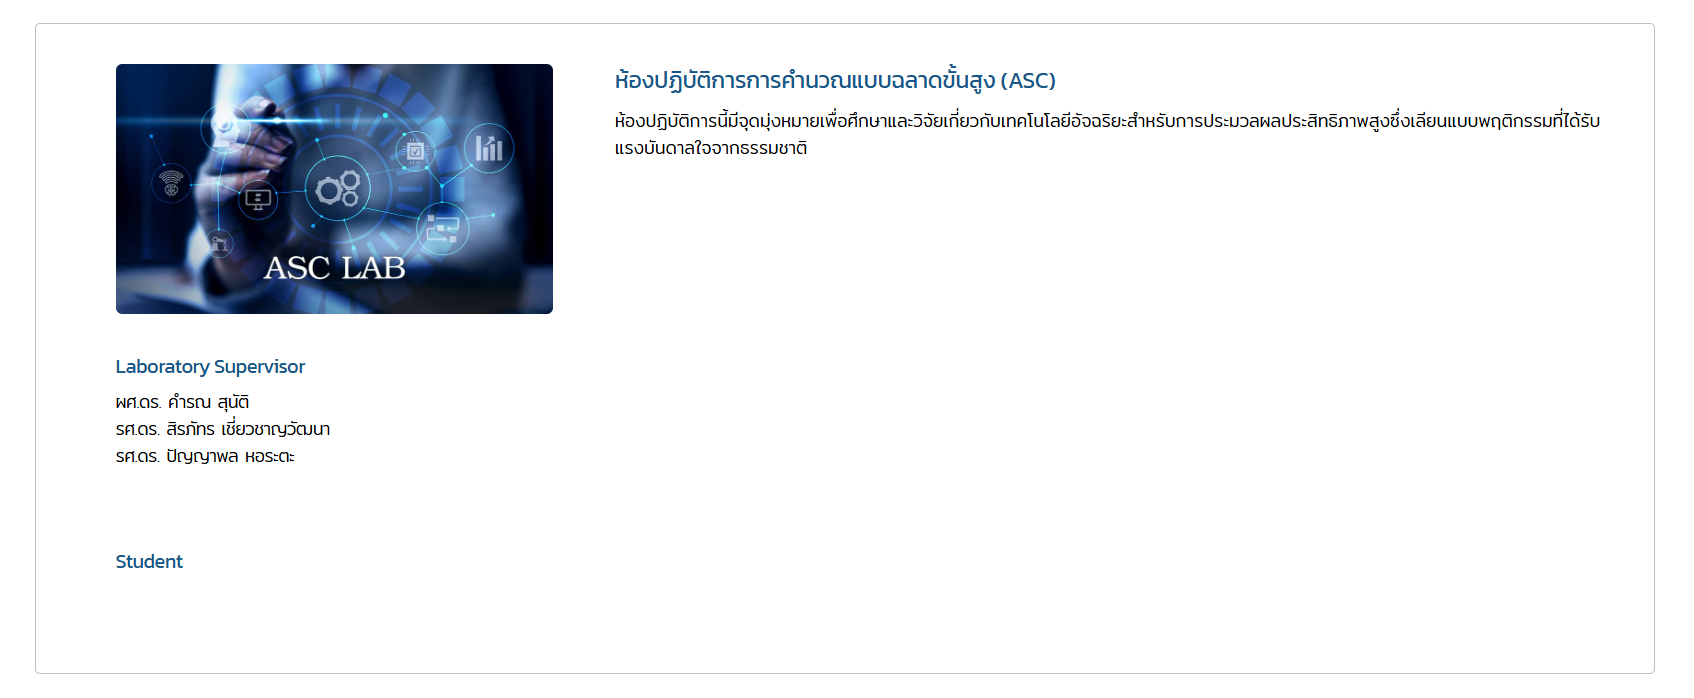 ASC LAB
ห้องปฏิบัติการการคำนวณแบบฉลาดขั้นสูง (ASC)
ห้องปฏิบัติการนี้มีจุดมุ่งหมายเพื่อศึกษาและวิจัยเกี่ยวกับเทคโนโลยีอัจฉริยะสำหรับการประมวลผลประสิทธิภาพสูงซึ่งเลียนแบบพฤติกรรมที่ได้รับ
แรงบันดาลใจจากธรรมชาติ
Laboratory Supervisor
ผศ.ดร. คำรณ สุนัติ
รศ.ดร. สิรภัทร เชี่ยวชาญวัฒนา
รศ.ดร. ปัญญาพล หอระตะ
Student